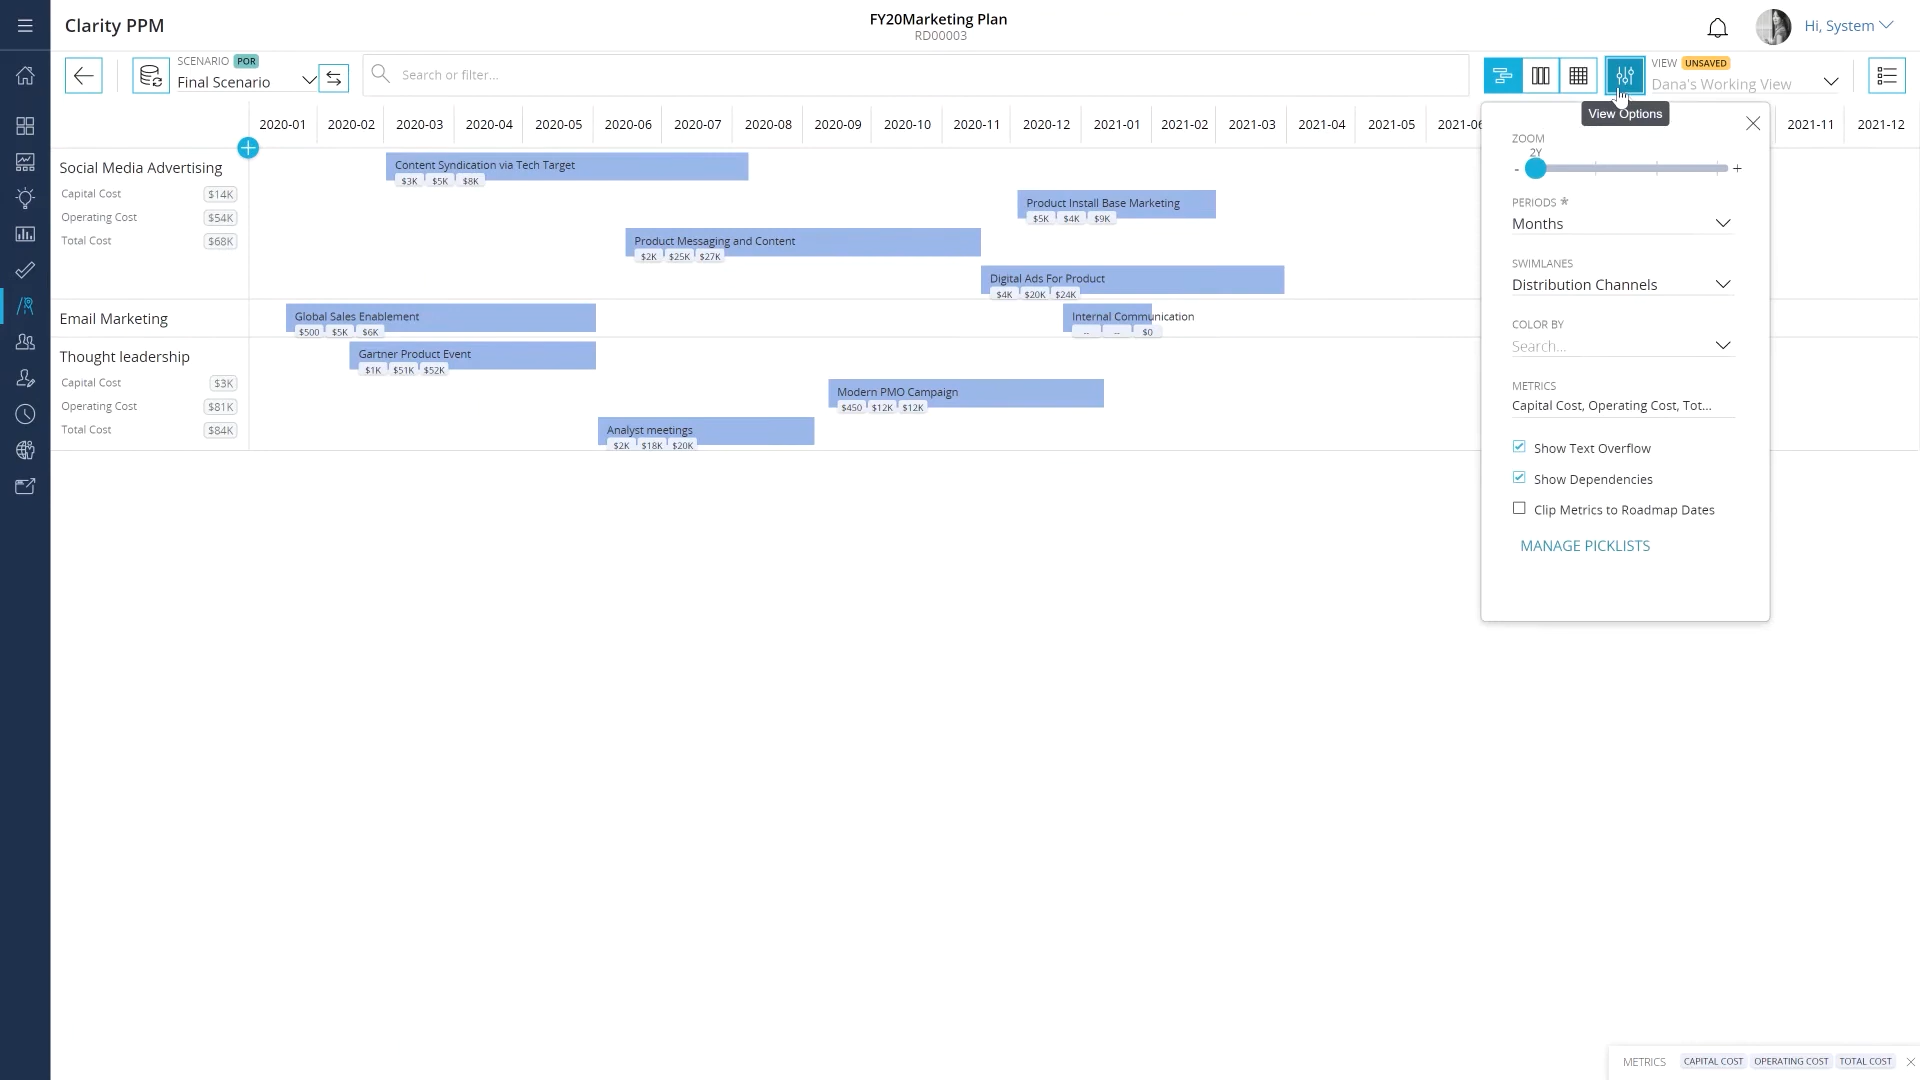 Clarity PPM
FY20Marketing Plan
RD00003
Hi, System
SCENARIO POR
Final Scenario
Search or filter...
VIEW UNSAVED
Dana's Working View
View Options
2020-01 2020-02 2020-03 2020-04 2020-05 2020-06 2020-07 2020-08 2020-09 2020-10 2020-11 2020-12 2021-01 2021-02 2021-03 2021-04 2021-05 2021-06 2021-11 2021-12
Social Media Advertising
Capital Cost $14K
Operating Cost $54K
Total Cost $68K
Content Syndication via Tech Target
$3K $5K $8K
Product Install Base Marketing
$5K $4K $9K
Product Messaging and Content
$2K $25K $27K
Digital Ads For Product
$4K $20K $24K
Email Marketing
Global Sales Enablement
$500 $5K $6K
Internal Communication
-- -- $0
Thought leadership
Capital Cost $3K
Operating Cost $81K
Total Cost $84K
Gartner Product Event
$1K $51K $52K
Modern PMO Campaign
$450 $12K $12K
Analyst meetings
$2K $18K $20K
ZOOM
2Y
- +
PERIODS *
Months
SWIMLANES
Distribution Channels
COLOR BY
Search...
METRICS
Capital Cost, Operating Cost, Tot...
Show Text Overflow
Show Dependencies
Clip Metrics to Roadmap Dates
MANAGE PICKLISTS
METRICS CAPITAL COST OPERATING COST TOTAL COST